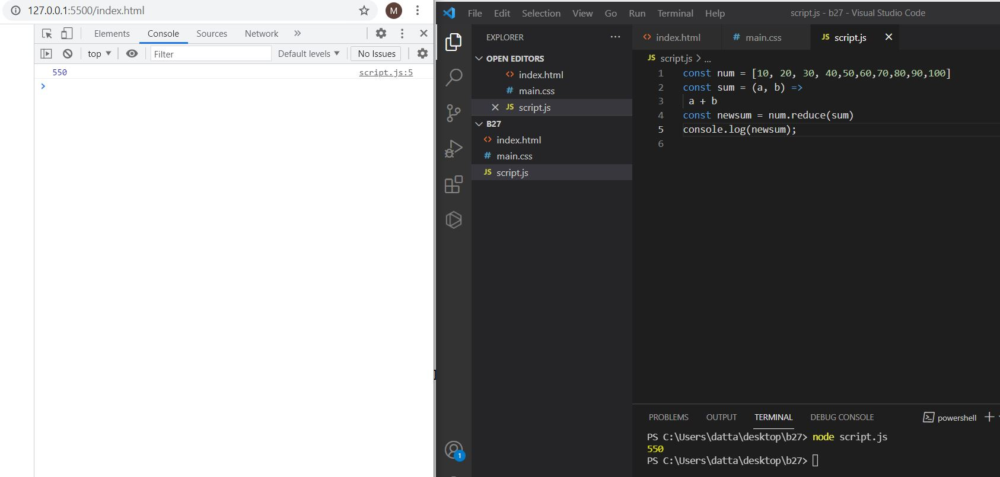 127.0.0.1:5500/index.html
M
Elements Console Sources Network »
top Filter Default levels No Issues
550 script.js:5
>
File Edit Selection View Go Run Terminal Help script.js - b27 - Visual Studio Code
EXPLORER ...
OPEN EDITORS
<> index.html
# main.css
JS script.js
B27
<> index.html
# main.css
JS script.js
1
<> index.html # main.css JS script.js
JS script.js > ...
1 const num = [10, 20, 30, 40,50,60,70,80,90,100]
2 const sum = (a, b) =>
3 a + b
4 const newsum = num.reduce(sum)
5 console.log(newsum);
6
PROBLEMS OUTPUT TERMINAL DEBUG CONSOLE powershell
PS C:\Users\datta\desktop\b27> node script.js
550
PS C:\Users\datta\desktop\b27>